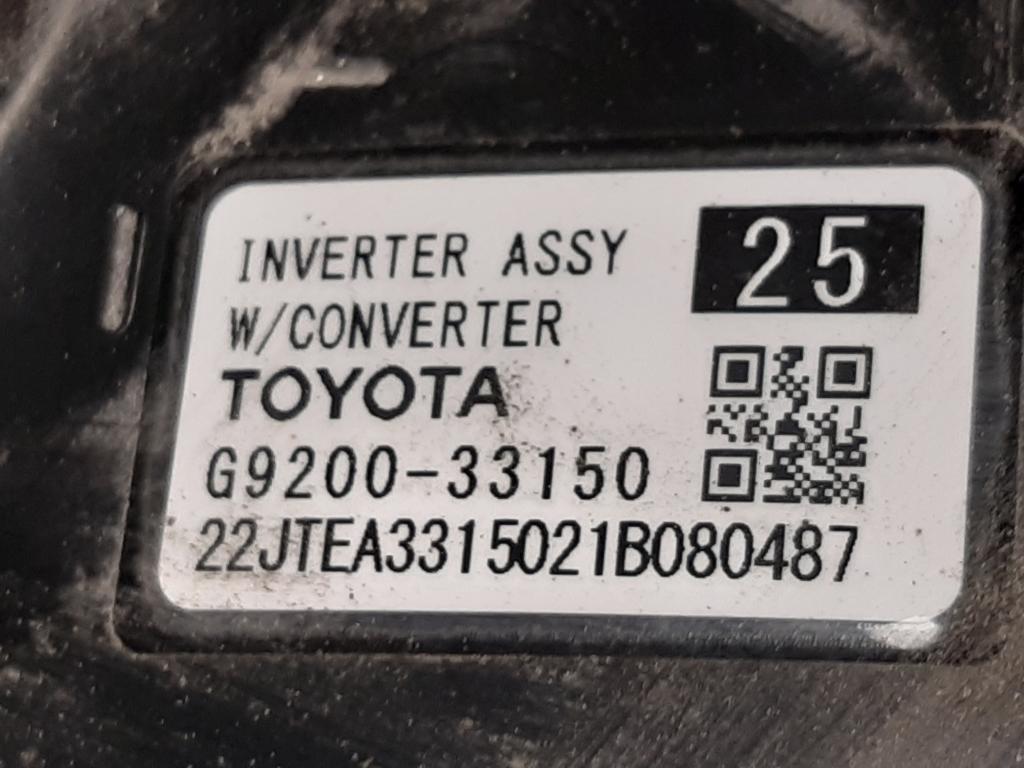 INVERTER ASSY
25
W/CONVERTER
TOYOTA
G9200-33150
22JTEA3315021B080487